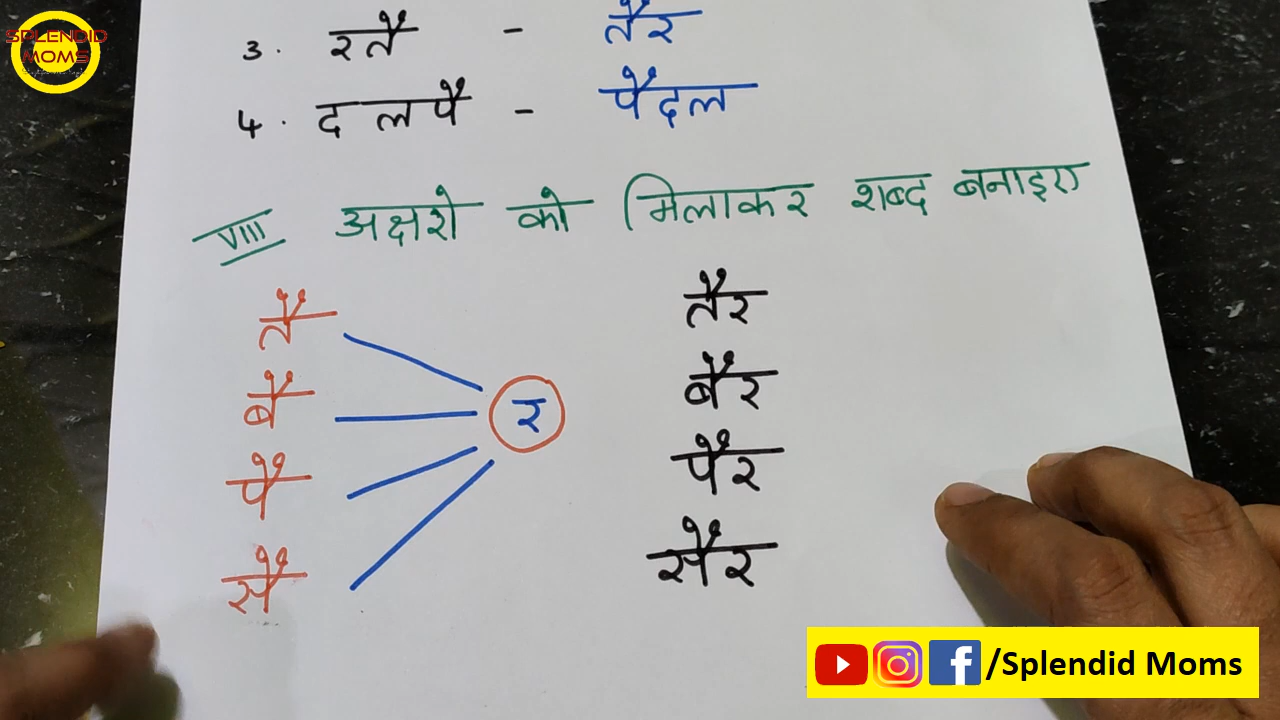 SPLENDID
MOMS
3. रतै - तैर
4. दलपै - पैदल
VIII अक्षरो को मिलाकर शब्द बनाइए
तै
बै
पै
सै
र
तैर
बैर
पैर
सैर
/Splendid Moms